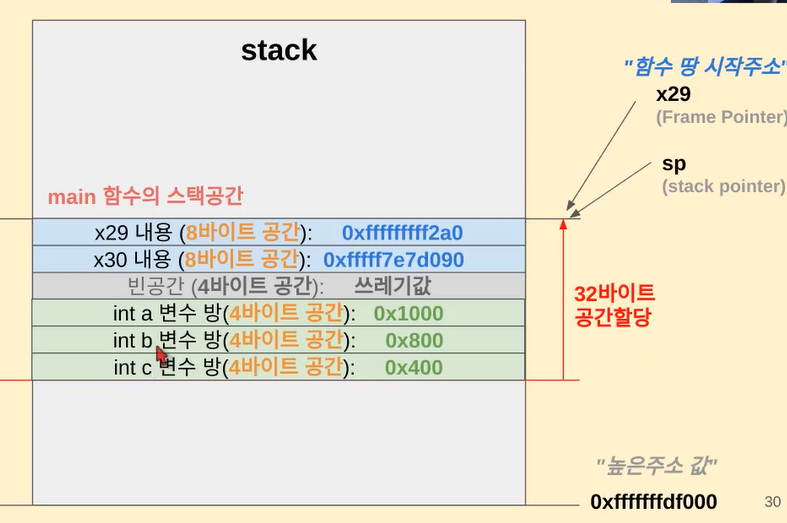 stack
"함수 땅 시작주소"
x29
(Frame Pointer)
sp
(stack pointer)
main 함수의 스택공간
x29 내용 (8바이트 공간): 0xfffffffff2a0
x30 내용 (8바이트 공간): 0xfffff7e7d090
빈공간 (4바이트 공간): 쓰레기값
int a 변수 방(4바이트 공간): 0x1000
int b 변수 방(4바이트 공간): 0x800
int c 변수 방(4바이트 공간): 0x400
32바이트
공간할당
"높은주소 값"
0xfffffffdf000
30